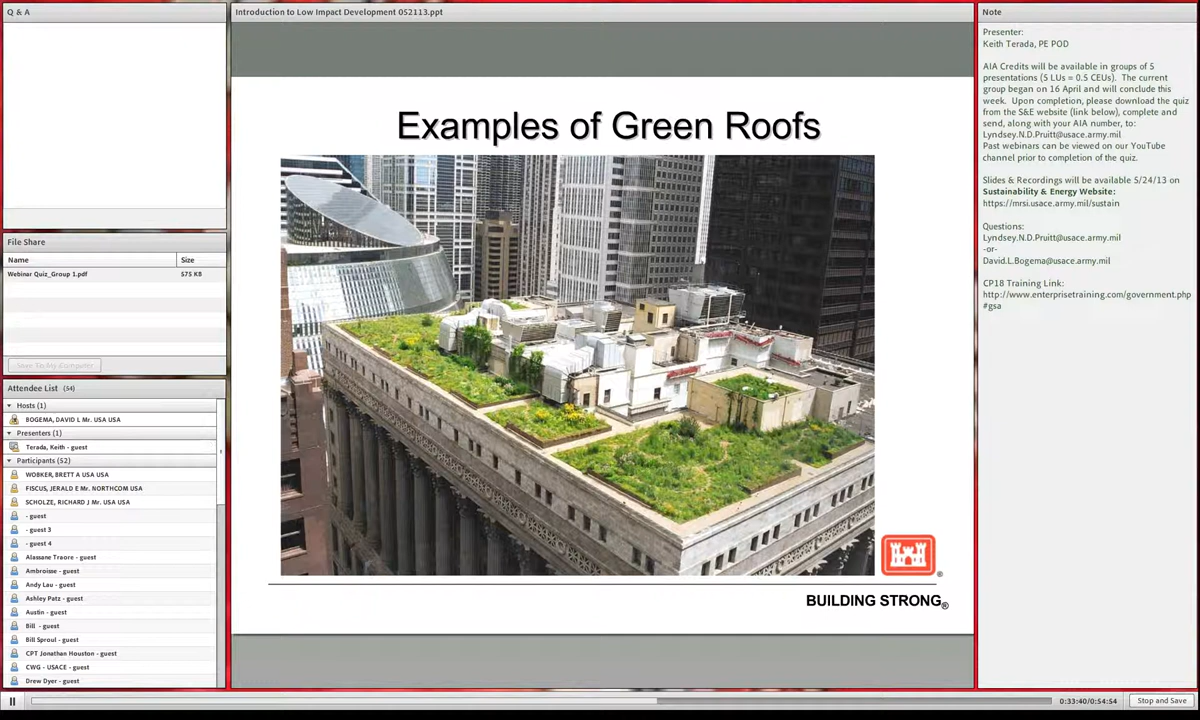 Q & A
File Share
Name Size
Webinar Quiz_Group 1.pdf 575 KB
Save To My Computer
Attendee List (54)
Hosts (1)
BOGEMA, DAVID L Mr. USA USA
Presenters (1)
Terada, Keith - guest
Participants (52)
WOBKER, BRETT A USA USA
FISCUS, JERALD E Mr. NORTHCOM USA
SCHOLZE, RICHARD J Mr. USA USA
- guest
- guest 3
- guest 4
Alassane Traore - guest
Ambroisse - guest
Andy Lau - guest
Ashley Patz - guest
Austin - guest
Bill - guest
Bill Sproul - guest
CPT Jonathan Houston - guest
CWG - USACE - guest
Drew Dyer - guest
Introduction to Low Impact Development 052113.ppt
Examples of Green Roofs
®
BUILDING STRONG®
Note
Presenter:
Keith Terada, PE POD
AIA Credits will be available in groups of 5
presentations (5 LUs = 0.5 CEUs). The current
group began on 16 April and will conclude this
week. Upon completion, please download the quiz
from the S&E website (link below), complete and
send, along with your AIA number, to:
Lyndsey.N.D.Pruitt@usace.army.mil
Past webinars can be viewed on our YouTube
channel prior to completion of the quiz.
Slides & Recordings will be available 5/24/13 on
Sustainability & Energy Website:
https://mrsi.usace.army.mil/sustain
Questions:
Lyndsey.N.D.Pruitt@usace.army.mil
-or-
David.L.Bogema@usace.army.mil
CP18 Training Link:
http://www.enterprisetraining.com/government.php
#gsa
0:33:40/0:54:54
Stop and Save